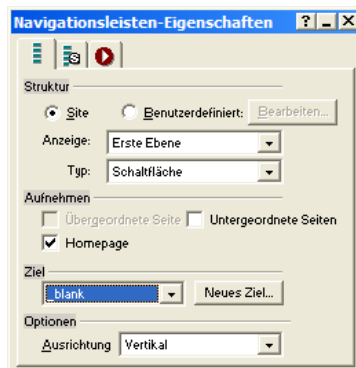 Navigationsleisten-Eigenschaften
Struktur
Site Benutzerdefiniert: Bearbeiten...
Anzeige: Erste Ebene
Typ: Schaltfläche
Aufnehmen
Übergeordnete Seite Untergeordnete Seiten
Homepage
Ziel
_blank Neues Ziel...
Optionen
Ausrichtung Vertikal